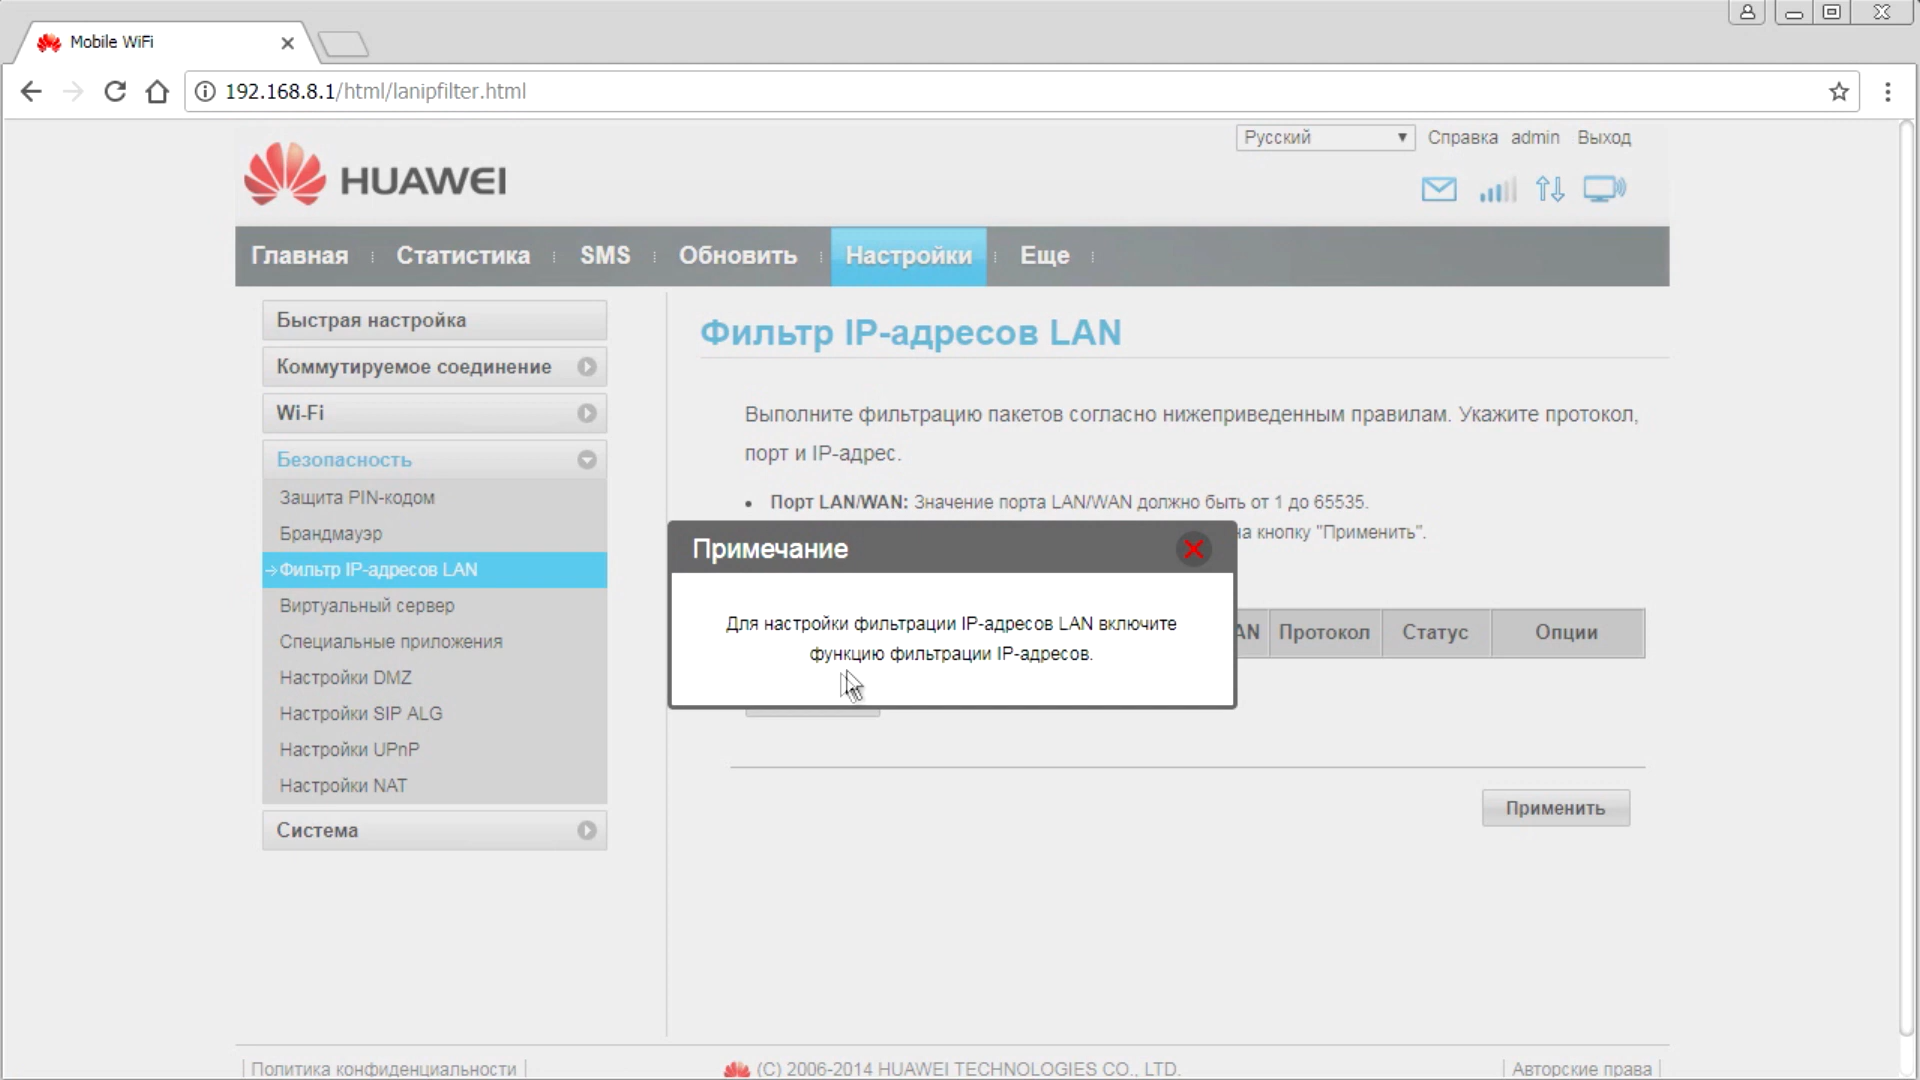 Mobile WiFi
192.168.8.1/html/lanipfilter.html
Русский Справка admin Выход
HUAWEI
Главная Статистика SMS Обновить Настройки Еще
Быстрая настройка
Коммутируемое соединение
Wi-Fi
Безопасность
Защита PIN-кодом
Брандмауэр
Фильтр IP-адресов LAN
Виртуальный сервер
Специальные приложения
Настройки DMZ
Настройки SIP ALG
Настройки UPnP
Настройки NAT
Система
Фильтр IP-адресов LAN
Выполните фильтрацию пакетов согласно нижеприведенным правилам. Укажите протокол,
порт и IP-адрес.
• Порт LAN/WAN: Значение порта LAN/WAN должно быть от 1 до 65535.
на кнопку "Применить".
Примечание
Для настройки фильтрации IP-адресов LAN включите
функцию фильтрации IP-адресов.
AN Протокол Статус Опции
Применить
Политика конфиденциальности (C) 2006-2014 HUAWEI TECHNOLOGIES CO., LTD. Авторские права